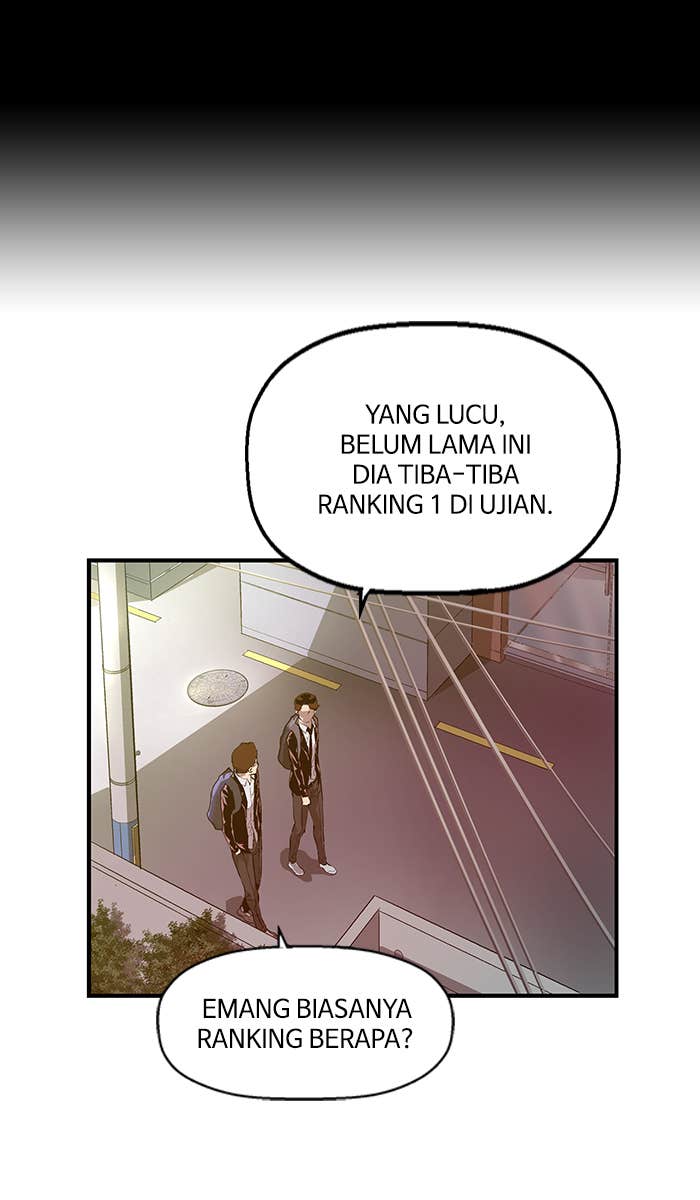 YANG LUCU,
BELUM LAMA INI
DIA TIBA-TIBA
RANKING 1 DI UJIAN.
EMANG BIASANYA
RANKING BERAPA?